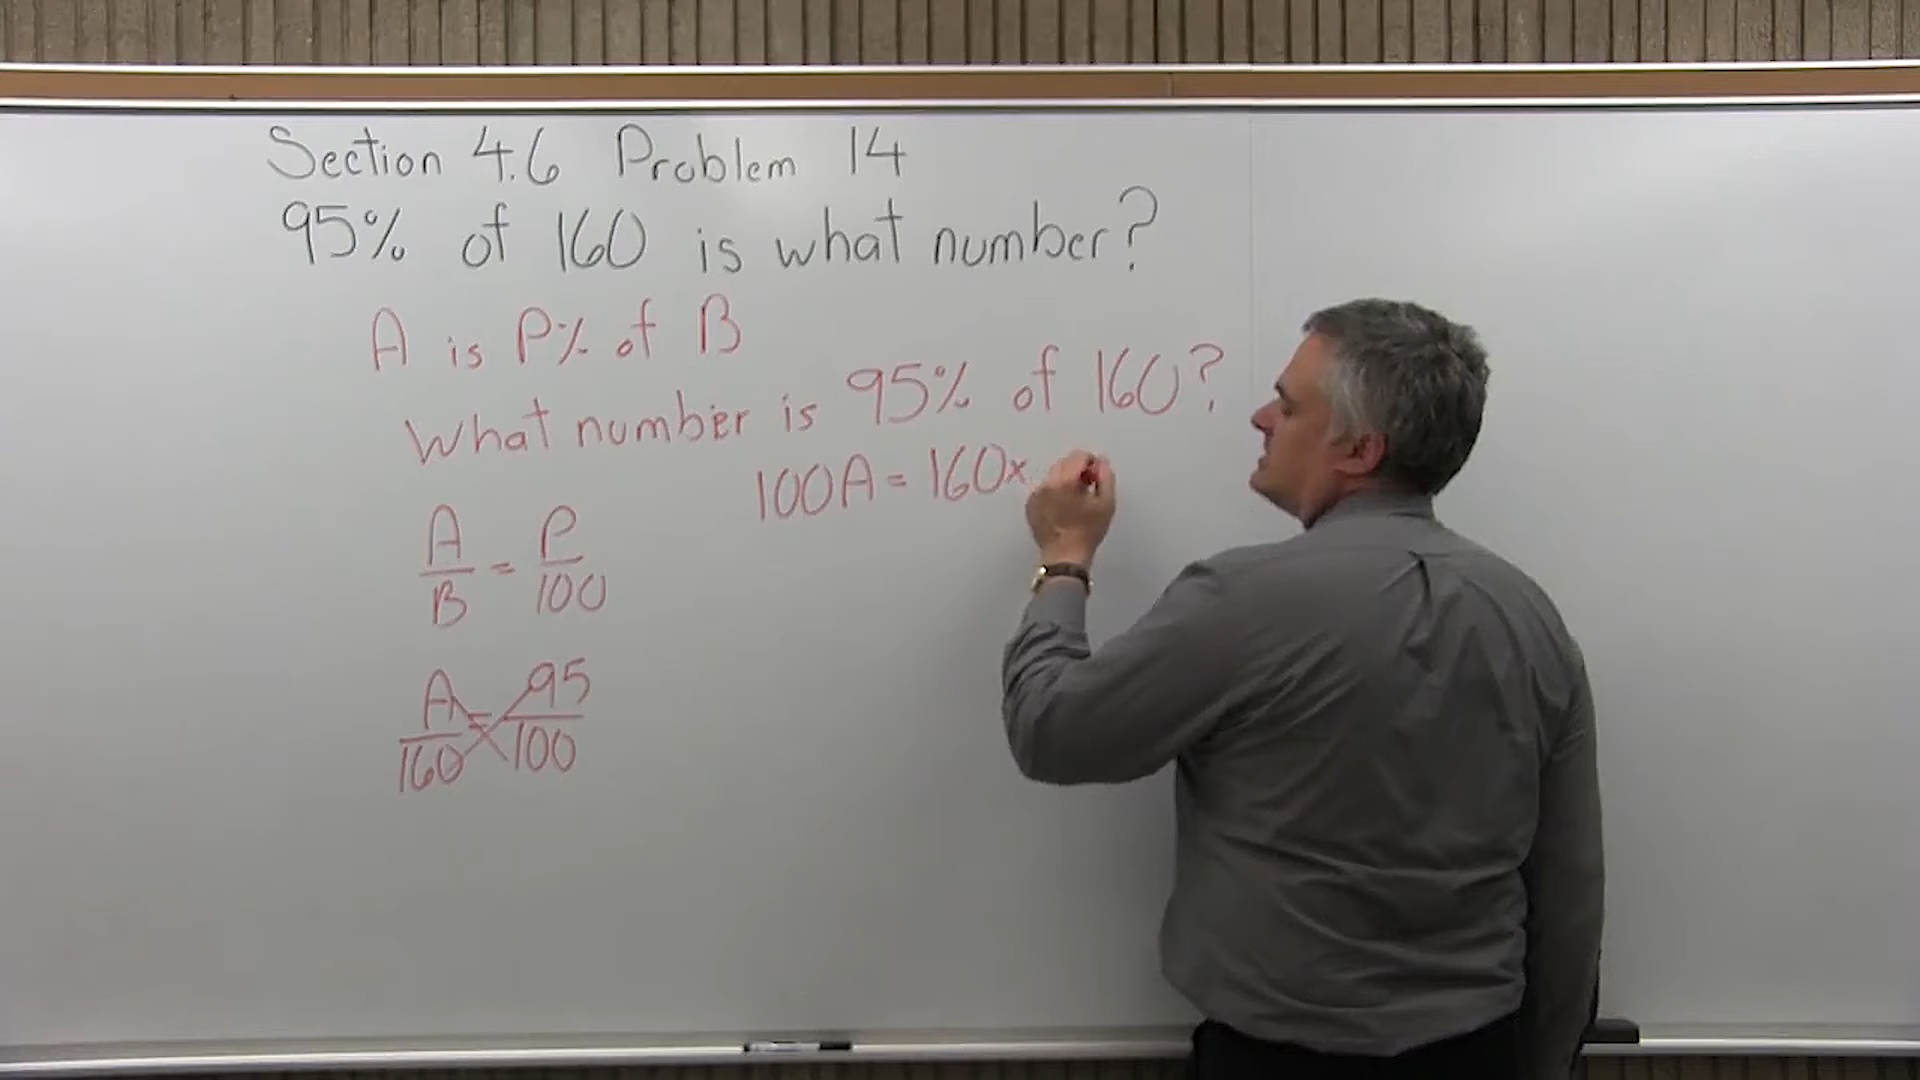 Section 4.6 Problem 14
95% of 160 is what number?
A is P% of B
What number is 95% of 160?
100A = 160×
A/B = P/100
A/160 = 95/100